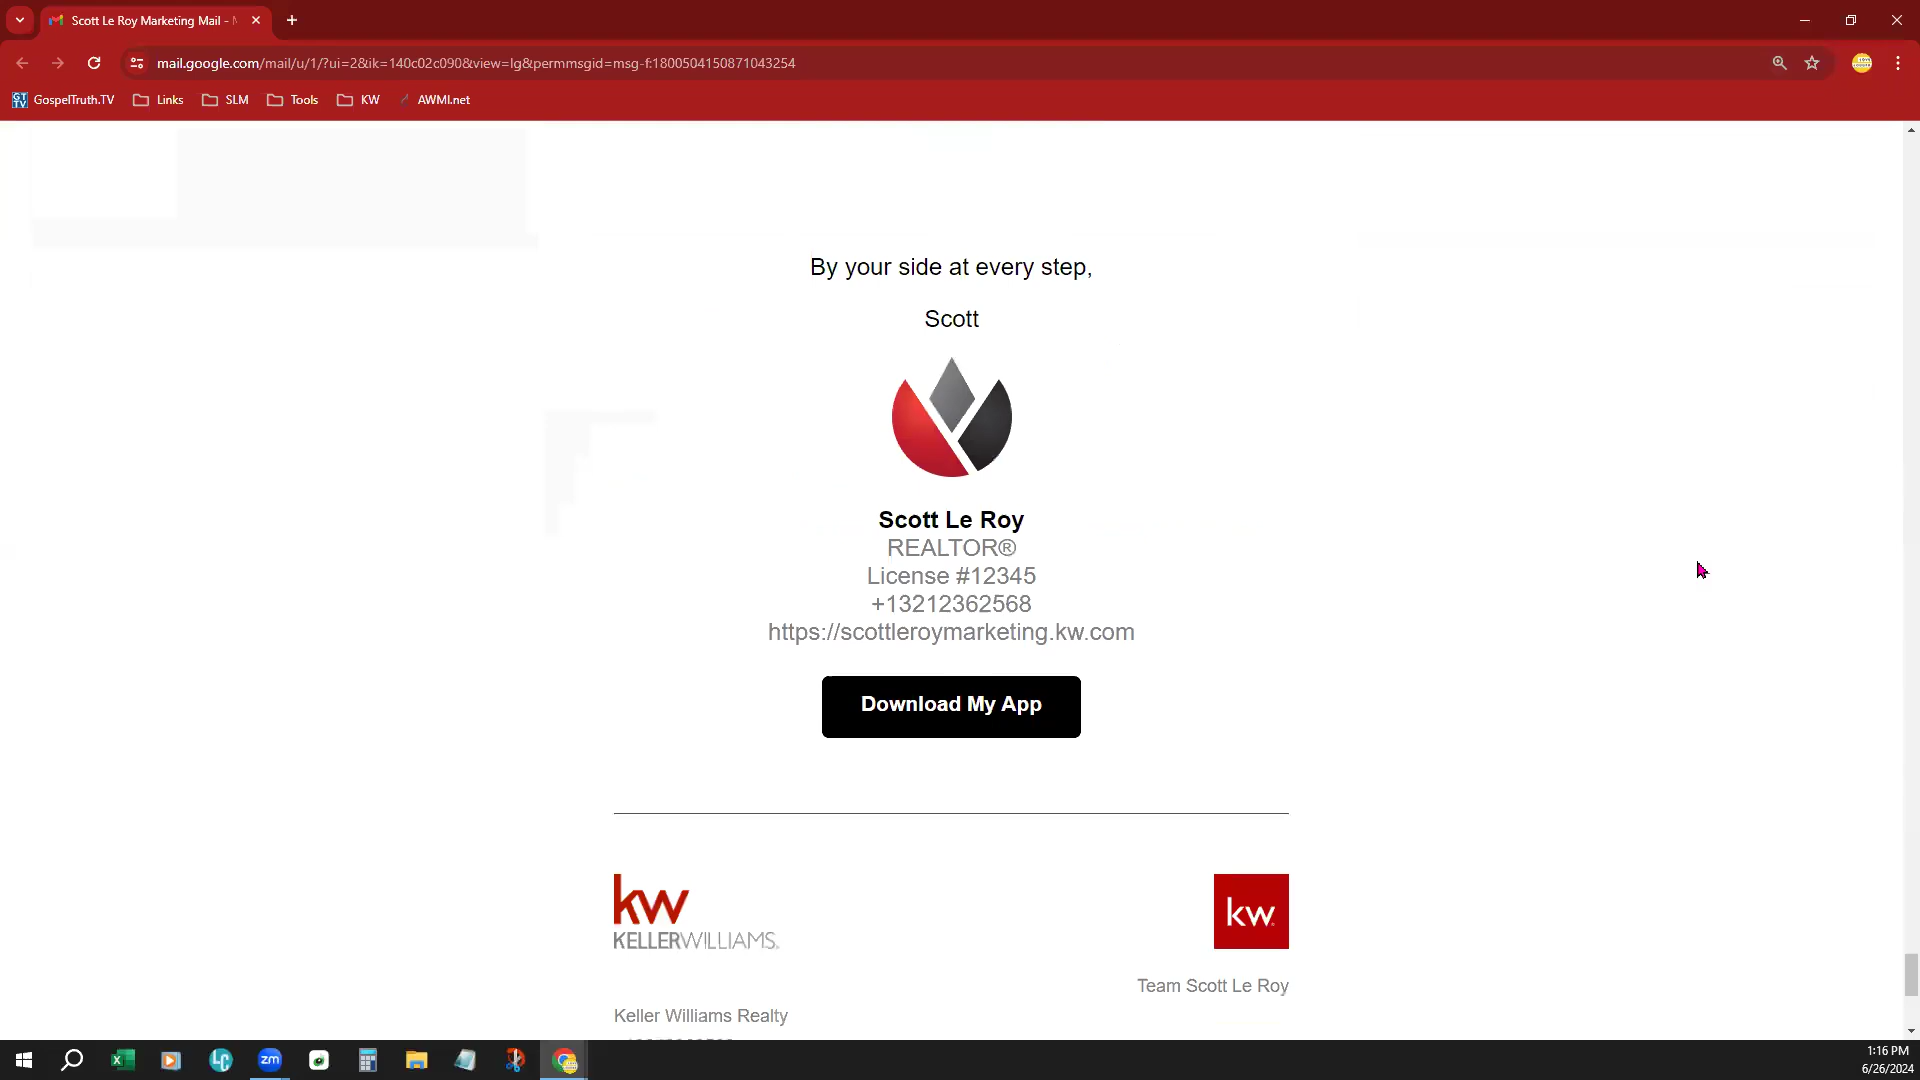 Scott Le Roy Marketing Mail -
mail.google.com/mail/u/1/?ui=2&ik=140c02c090&view=lg&permmsgid=msg-f:1800504150871043254
GospelTruth.TV
Links
SLM
Tools
KW
AWMI.net
By your side at every step,
Scott
Scott Le Roy
REALTOR®
License #12345
+13212362568
https://scottleroymarketing.kw.com
Download My App
kw
KELLERWILLIAMS.
kw
Team Scott Le Roy
Keller Williams Realty
zm
1:16 PM
6/26/2024